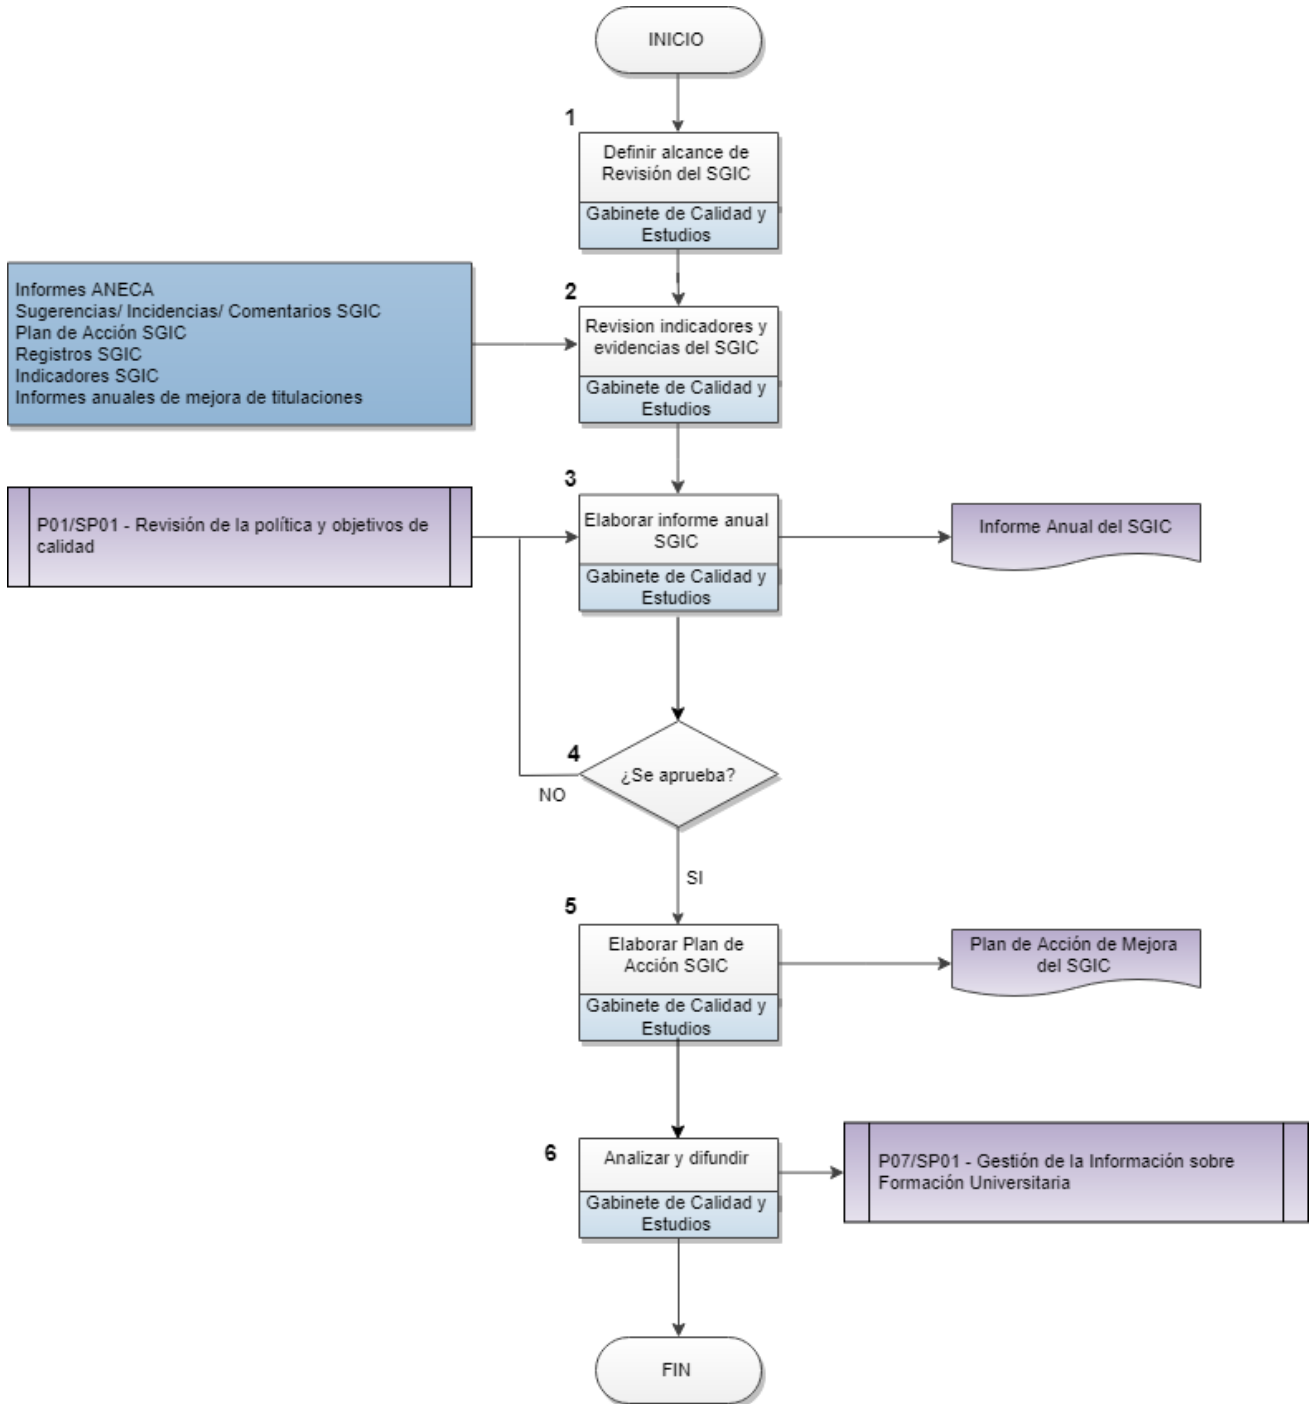 INICIO
1
Definir alcance de
Revisión del SGIC
Gabinete de Calidad y
Estudios
Informes ANECA
Sugerencias/ Incidencias/ Comentarios SGIC
Plan de Acción SGIC
Registros SGIC
Indicadores SGIC
Informes anuales de mejora de titulaciones
2
Revision indicadores y
evidencias del SGIC
Gabinete de Calidad y
Estudios
P01/SP01 - Revisión de la política y objetivos de
calidad
3
Elaborar informe anual
SGIC
Gabinete de Calidad y
Estudios
Informe Anual del SGIC
4
¿Se aprueba?
NO
SI
5
Elaborar Plan de
Acción SGIC
Gabinete de Calidad y
Estudios
Plan de Acción de Mejora
del SGIC
6
Analizar y difundir
Gabinete de Calidad y
Estudios
P07/SP01 - Gestión de la Información sobre
Formación Universitaria
FIN